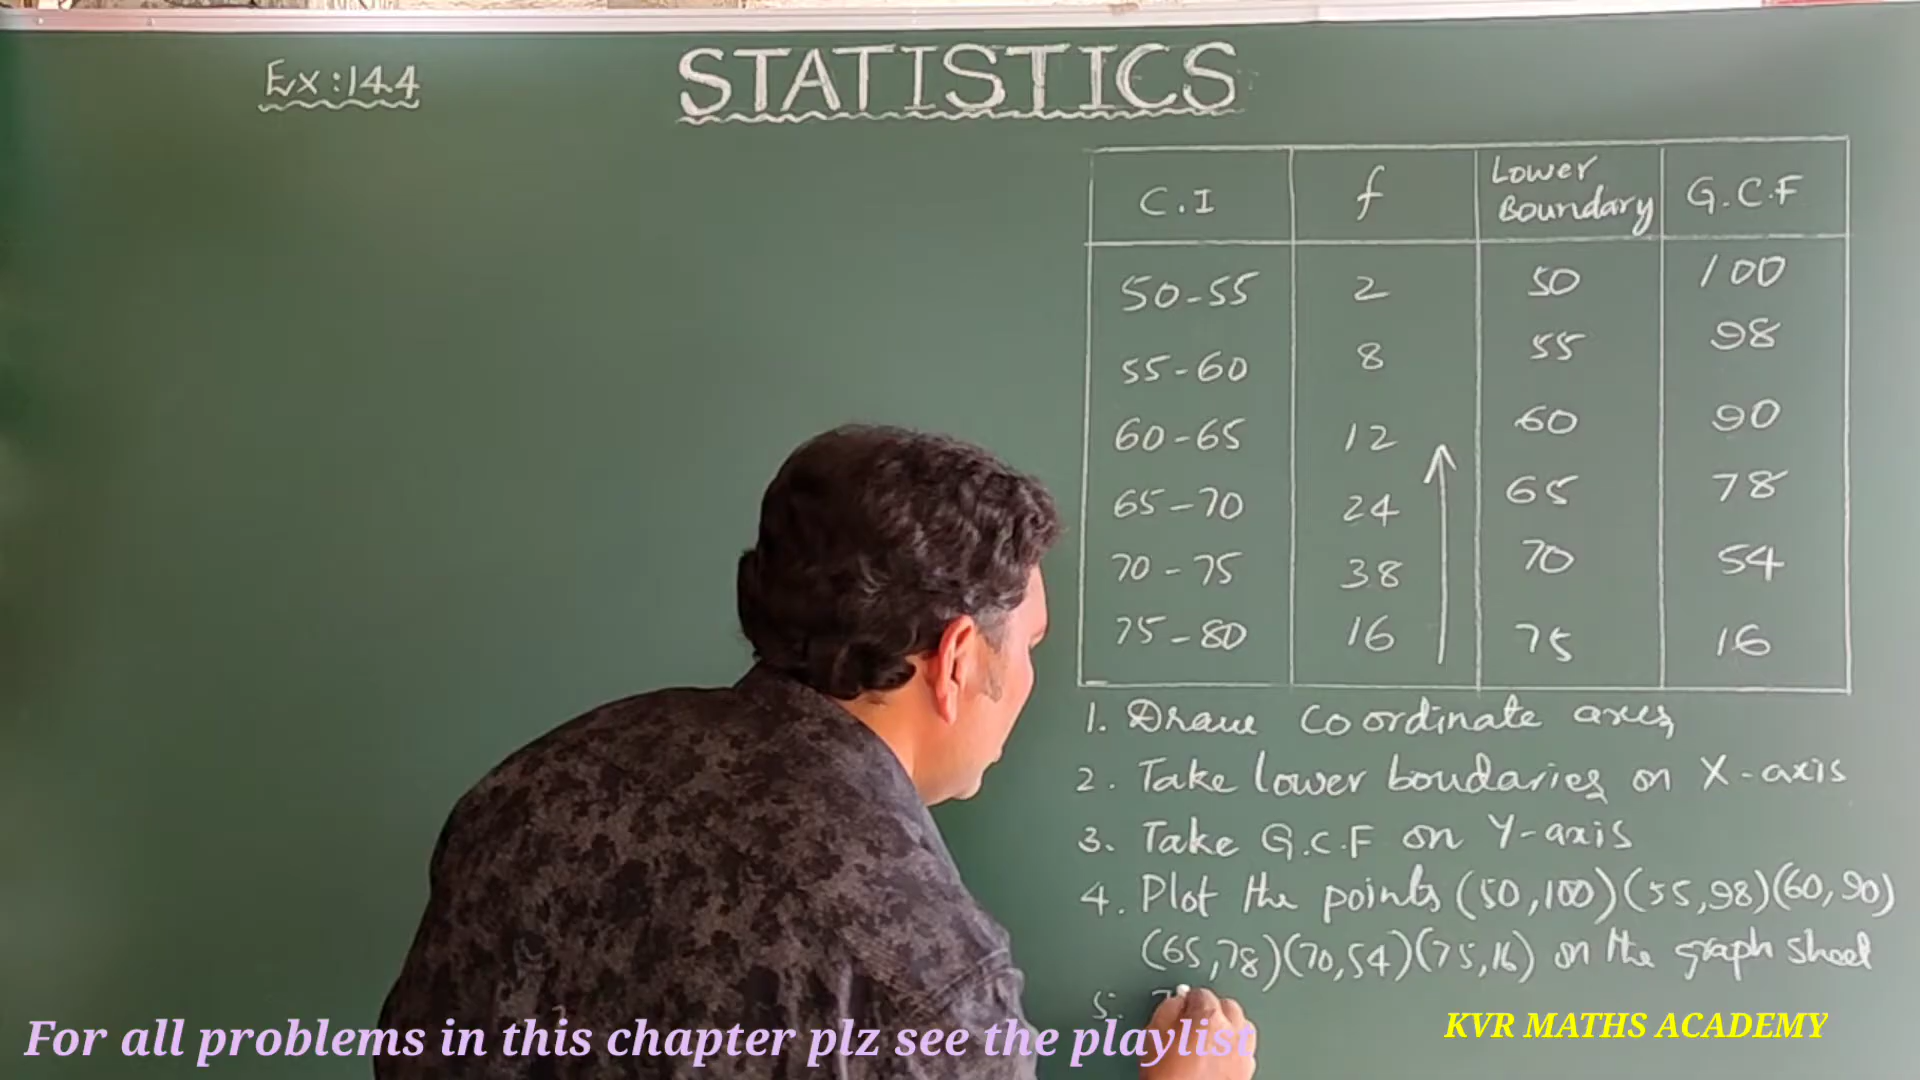 Ex:14.4
STATISTICS
C.I f Lower Boundary G.C.F
50-55 2 50 100
55-60 8 55 98
60-65 12 60 90
65-70 24 65 78
70-75 38 70 54
75-80 16 75 16
1. Draw Coordinate axes
2. Take lower boudaries on X-axis
3. Take G.C.F on Y-axis
4. Plot the points (50,100)(55,98)(60,90)
(65,78)(70,54)(75,16) on the graph sheet
5.
For all problems in this chapter plz see the playlist
KVR MATHS ACADEMY